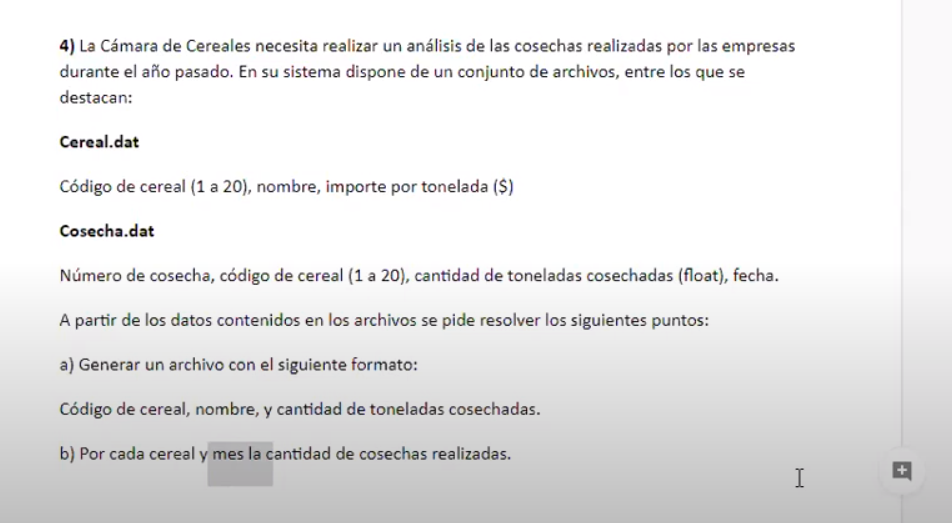 4) La Cámara de Cereales necesita realizar un análisis de las cosechas realizadas por las empresas
durante el año pasado. En su sistema dispone de un conjunto de archivos, entre los que se
destacan:
Cereal.dat
Código de cereal (1 a 20), nombre, importe por tonelada ($)
Cosecha.dat
Número de cosecha, código de cereal (1 a 20), cantidad de toneladas cosechadas (float), fecha.
A partir de los datos contenidos en los archivos se pide resolver los siguientes puntos:
a) Generar un archivo con el siguiente formato:
Código de cereal, nombre, y cantidad de toneladas cosechadas.
b) Por cada cereal y mes la cantidad de cosechas realizadas.